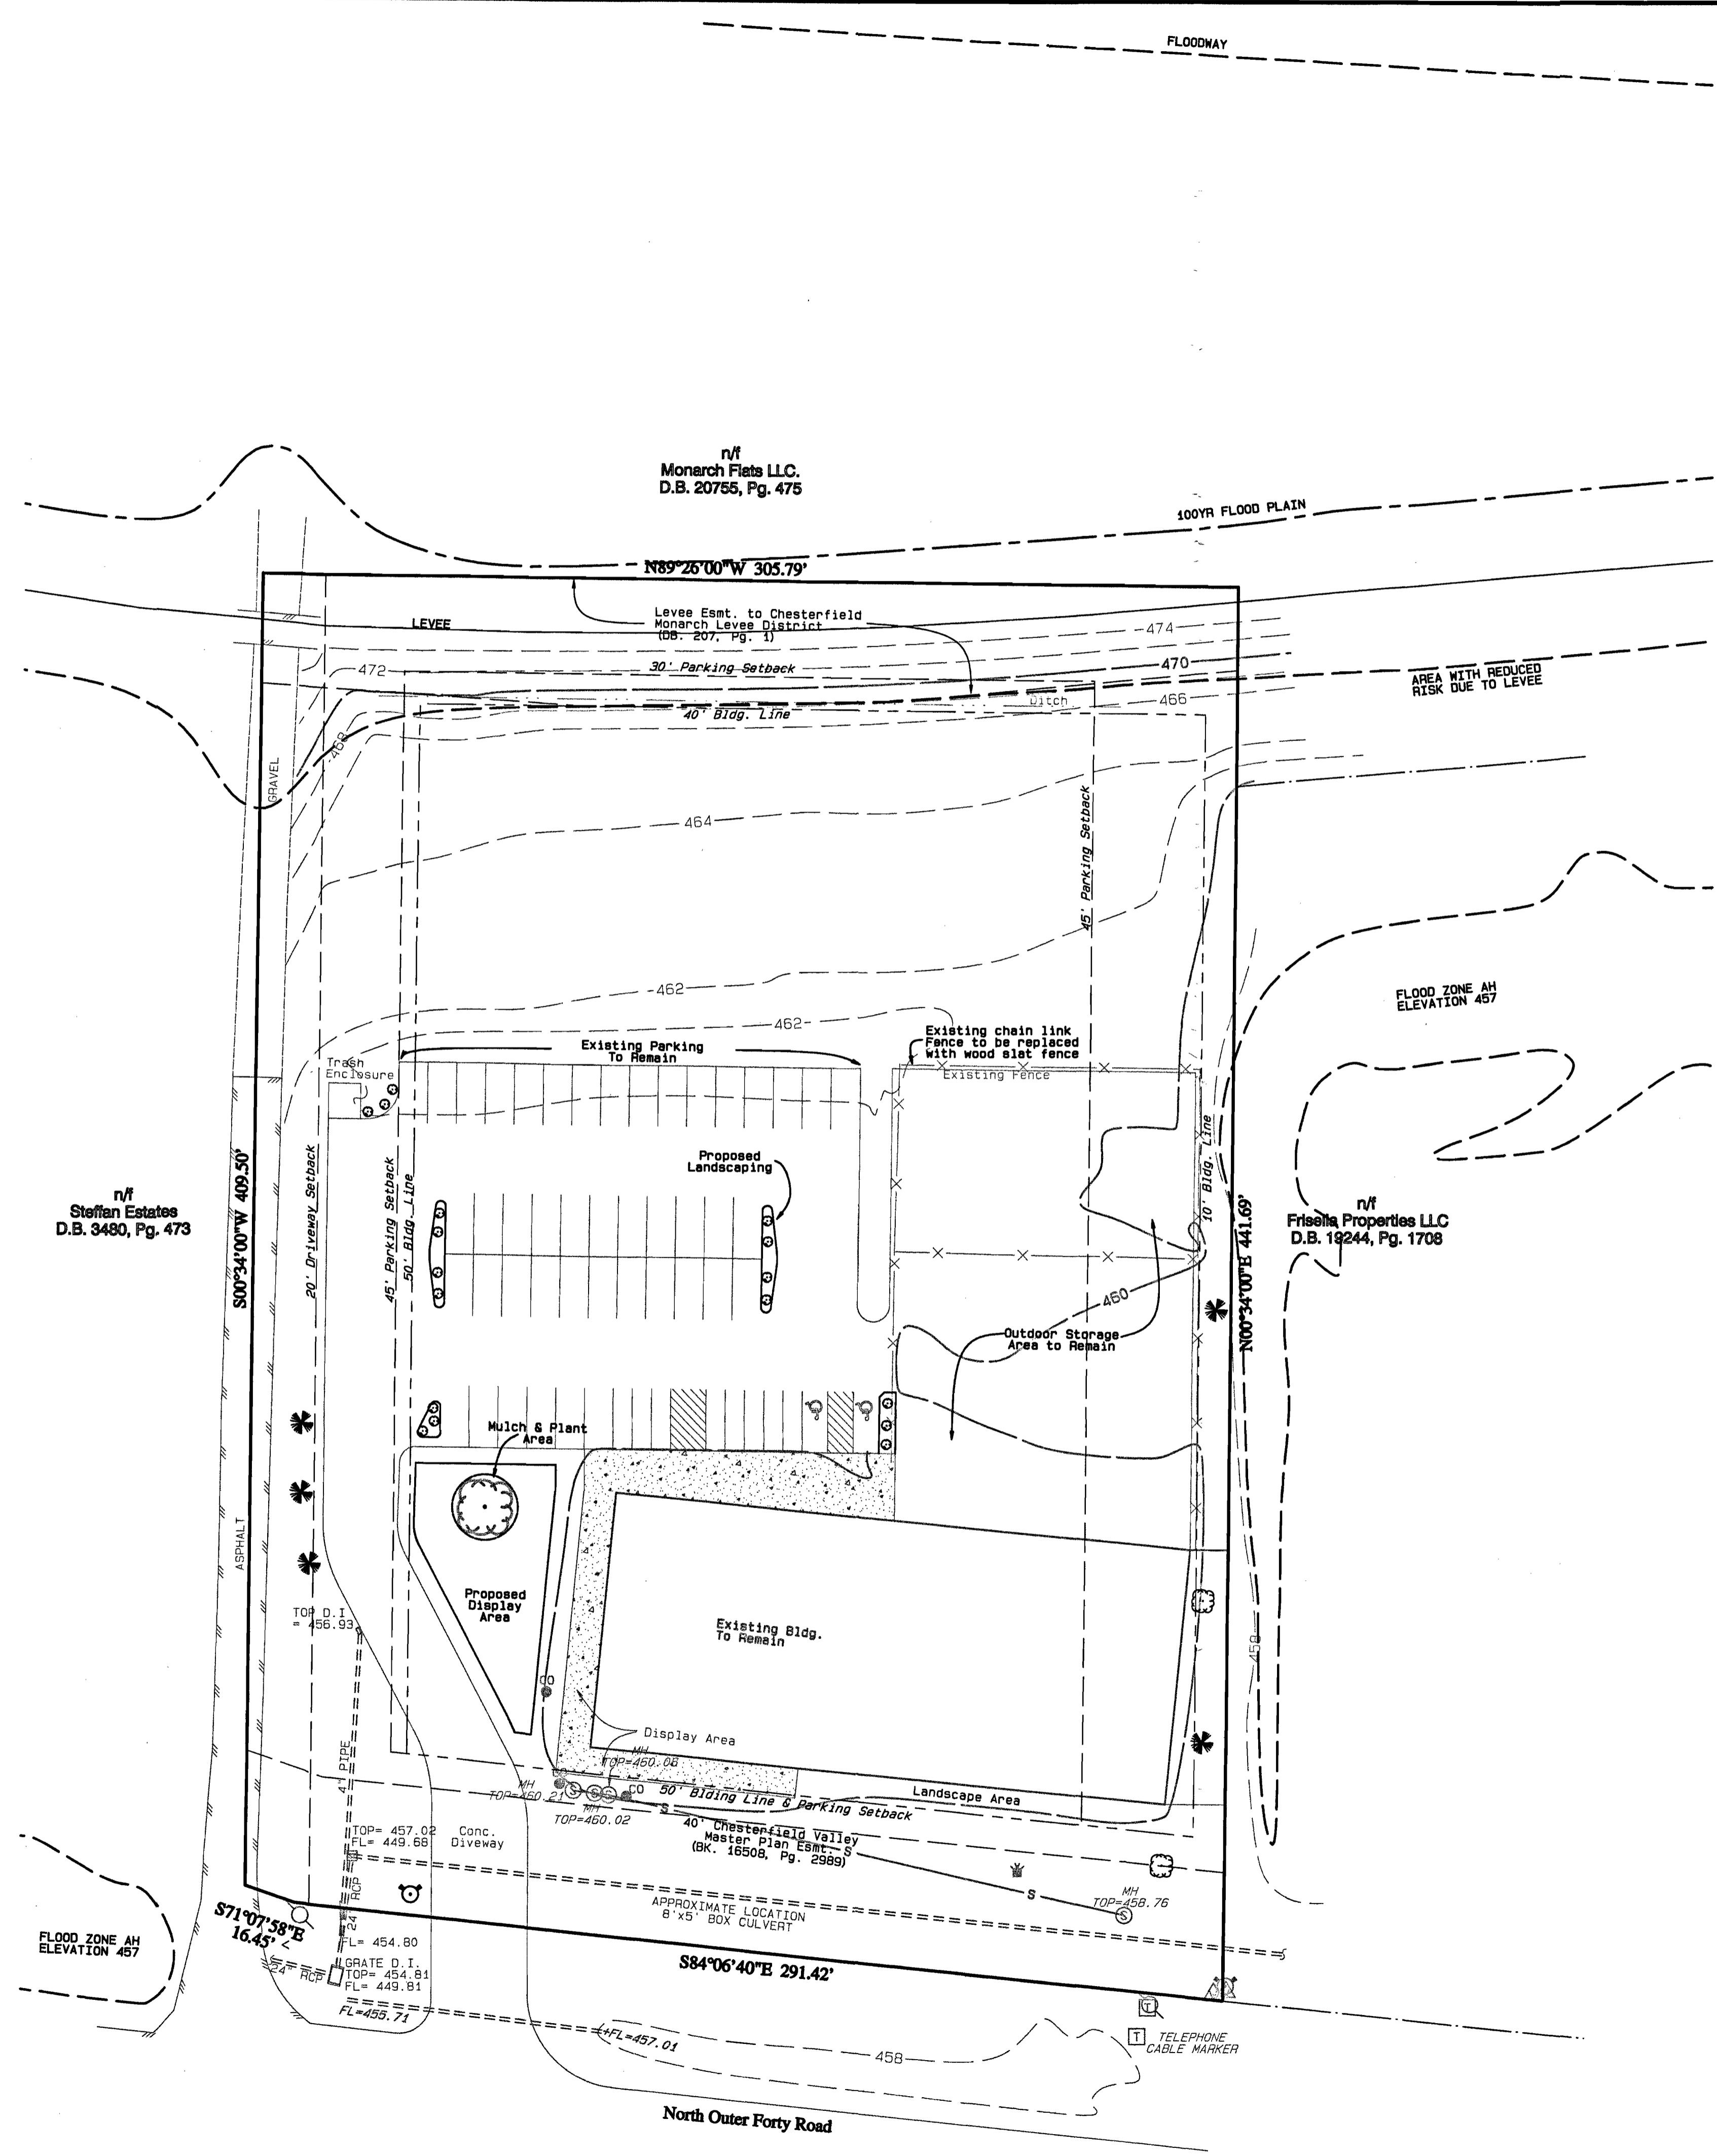 FLOODWAY
n/f
Monarch Flats LLC.
D.B. 20755, Pg. 475
100YR FLOOD PLAIN
N89°26'00"W 305.79'
Levee Esmt. to Chesterfield
Monarch Levee District
(DB. 207, Pg. 1)
LEVEE
474
472
30' Parking Setback
470
AREA WITH REDUCED
RISK DUE TO LEVEE
466
Ditch
40' Bldg. Line
468
GRAVEL
464
45' Parking Setback
462
FLOOD ZONE AH
ELEVATION 457
462
Existing chain link
Fence to be replaced
with wood slat fence
Existing Parking
To Remain
Trash
Enclosure
Existing Fence
10' Bldg. Line
Proposed
Landscaping
S00°34'00"W 409.50'
20' Driveway Setback
45' Parking Setback
50' Bldg. Line
n/f
Steffan Estates
D.B. 3480, Pg. 473
n/f
Frisella Properties LLC
D.B. 19244, Pg. 1708
N00°34'00"E 441.69'
460
Outdoor Storage
Area to Remain
Mulch & Plant
Area
ASPHALT
Proposed
Display
Area
TOP D.I
= 456.93
Existing Bldg.
To Remain
458
CO
Display Area
MH
TOP=460.08
4" PIPE
CO
MH
TOP=460.21
S
S
S
CO
MH
TOP=460.02
S
50' Blding Line & Parking Setback
Landscape Area
40' Chesterfield Valley
Master Plan Esmt.
(BK. 16508, Pg. 2989)
S
TOP= 457.02
FL= 449.68
Conc.
Diveway
24" RCP
S
MH
TOP=458.76
S
APPROXIMATE LOCATION
8'x5' BOX CULVERT
S71°07'58"E
16.45'
FLOOD ZONE AH
ELEVATION 457
FL= 454.80
24" RCP
GRATE D.I.
TOP= 454.81
FL= 449.81
S84°06'40"E 291.42'
FL=455.71
FL=457.01
T
T
TELEPHONE
CABLE MARKER
458
North Outer Forty Road